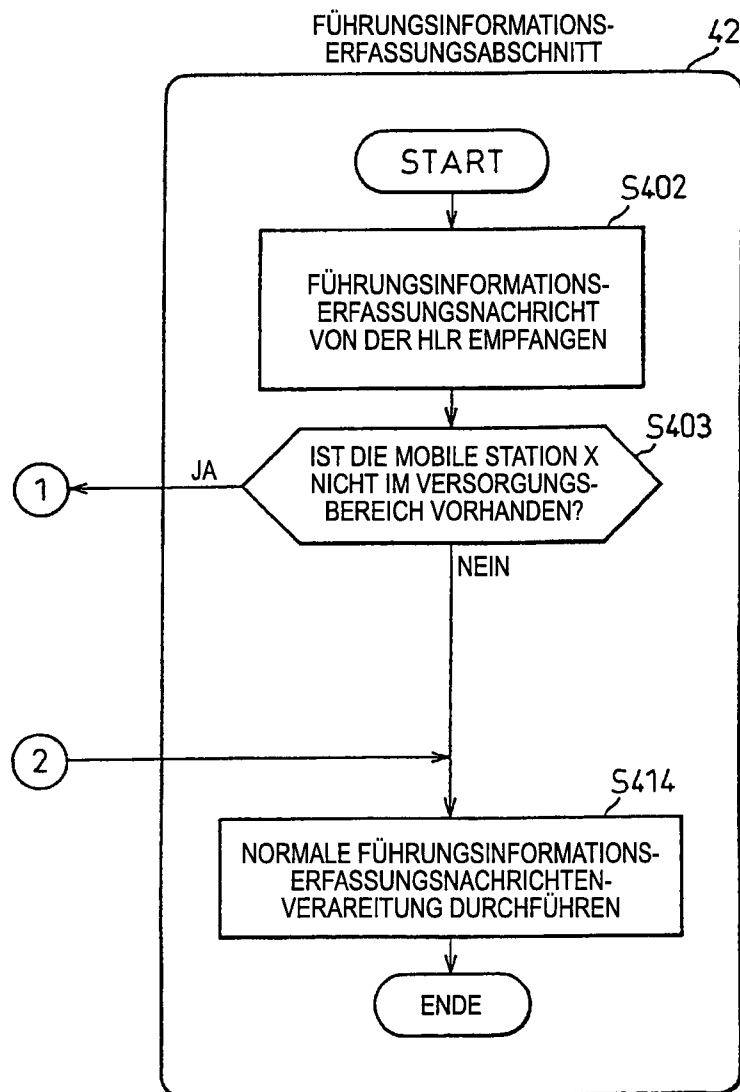 FÜHRUNGSINFORMATIONS-
ERFASSUNGSABSCHNITT
42
START
S402
FÜHRUNGSINFORMATIONS-
ERFASSUNGSNACHRICHT
VON DER HLR EMPFANGEN
S403
IST DIE MOBILE STATION X
NICHT IM VERSORGUNGS-
BEREICH VORHANDEN?
JA
1
NEIN
2
S414
NORMALE FÜHRUNGSINFORMATIONS-
ERFASSUNGSNACHRICHTEN-
VERAREITUNG DURCHFÜHREN
ENDE